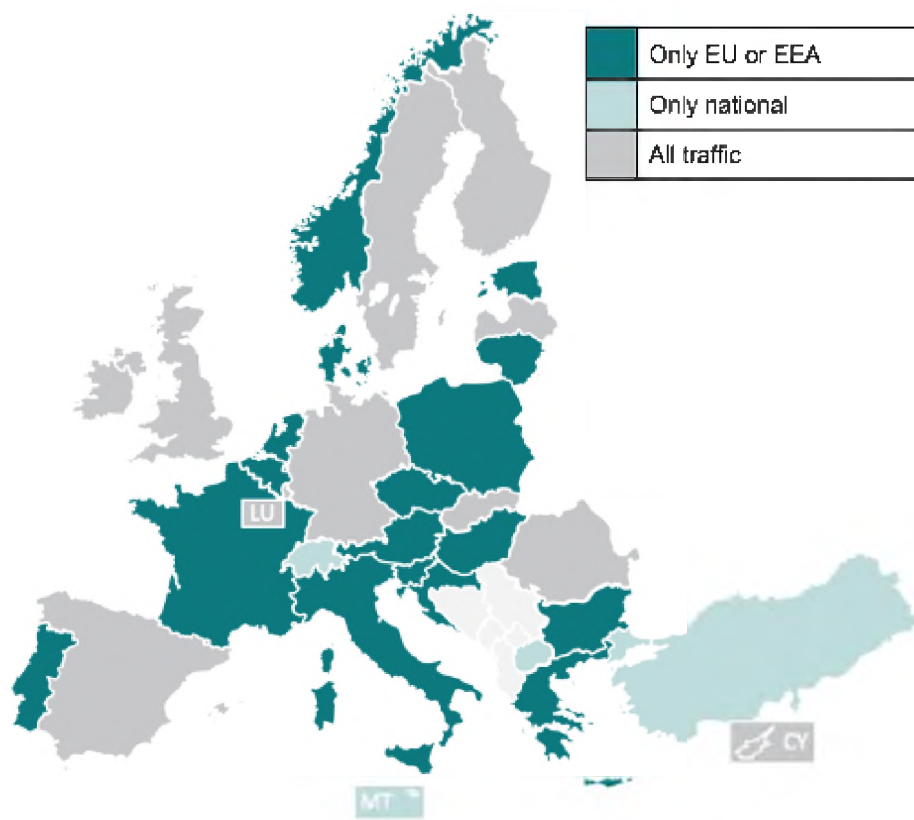 Only EU or EEA
Only national
All traffic
LU
CY
MT